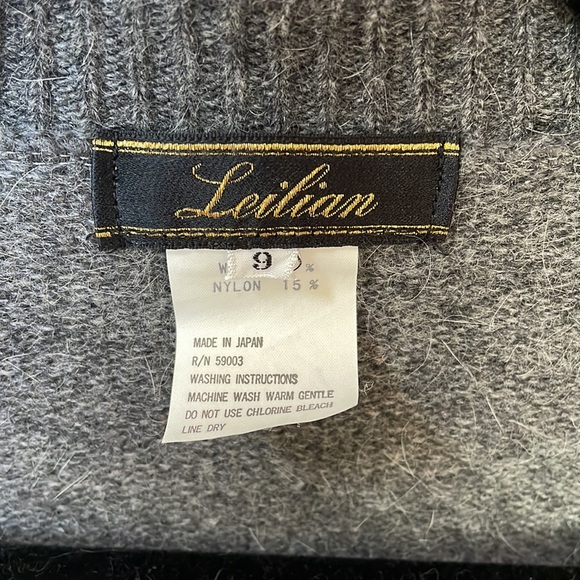 Leilian
9
W %
NYLON 15%
MADE IN JAPAN
R/N 59003
WASHING INSTRUCTIONS
MACHINE WASH WARM GENTLE
DO NOT USE CHLORINE BLEACH
LINE DRY